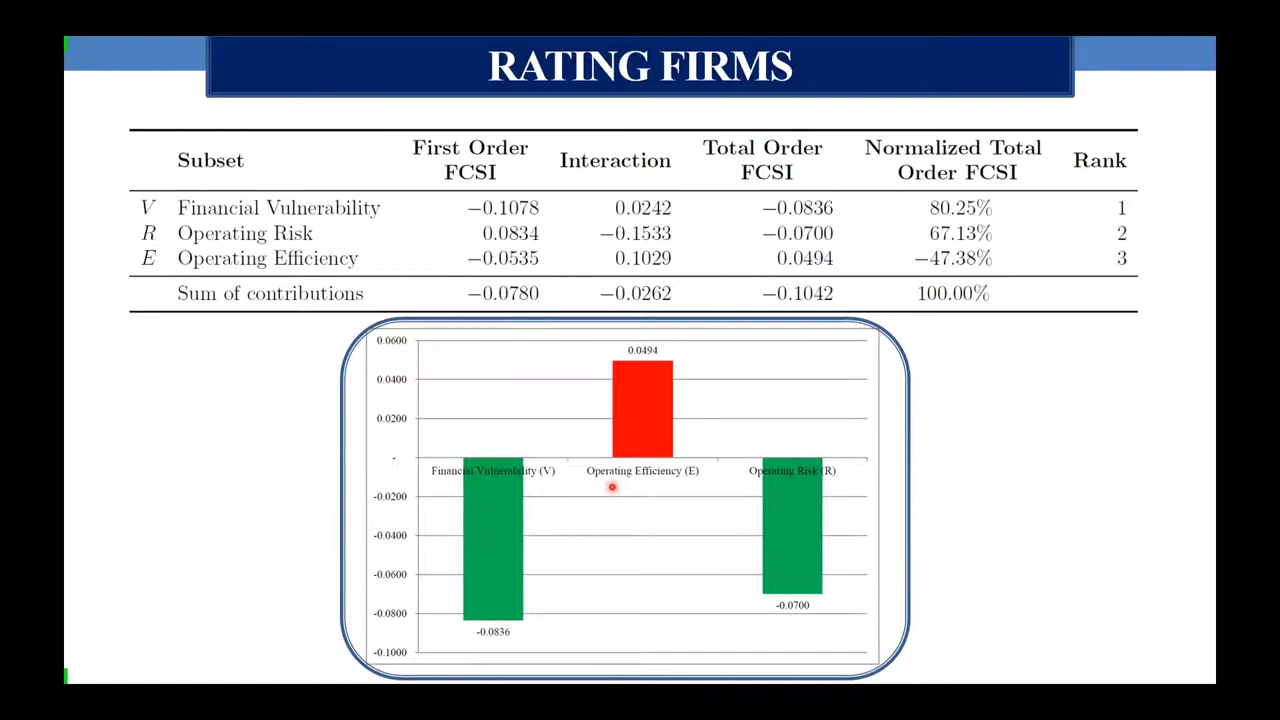 RATING FIRMS
Subset First Order FCSI Interaction Total Order FCSI Normalized Total Order FCSI Rank
V Financial Vulnerability −0.1078 0.0242 −0.0836 80.25% 1
R Operating Risk 0.0834 −0.1533 −0.0700 67.13% 2
E Operating Efficiency −0.0535 0.1029 0.0494 −47.38% 3
Sum of contributions −0.0780 −0.0262 −0.1042 100.00%
0.0600
0.0494
0.0400
0.0200
-
Financial Vulnerability (V) Operating Efficiency (E) Operating Risk (R)
-0.0200
-0.0400
-0.0600
-0.0700
-0.0800
-0.0836
-0.1000